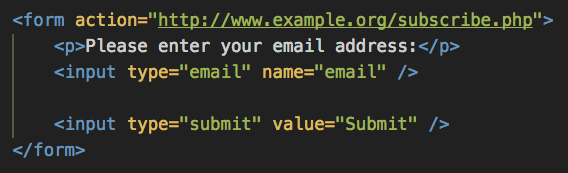 <form action="http://www.example.org/subscribe.php">
<p>Please enter your email address:</p>
<input type="email" name="email" />
<input type="submit" value="Submit" />
</form>